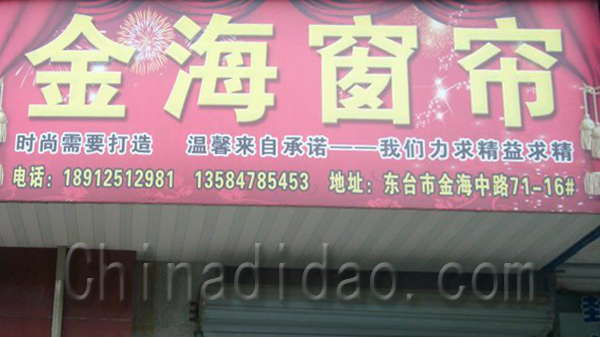 金海窗帘
时尚需要打造 温馨来自承诺——我们力求精益求精
电话：18912512981 13584785453 地址：东台市金海中路71-16#
Chinadidao.com